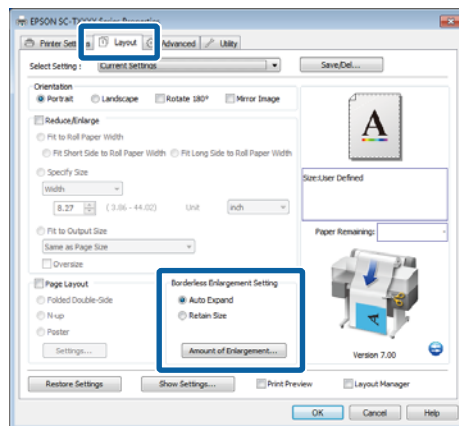 EPSON SC-TXXXX Series Properties
Printer Settings Layout Advanced Utility
Select Setting : Current Settings Save/Del...
Orientation
Portrait Landscape Rotate 180° Mirror Image
Reduce/Enlarge
Fit to Roll Paper Width
Fit Short Side to Roll Paper Width Fit Long Side to Roll Paper Width
Specify Size
Width
8.27 (3.86 - 44.02) Unit inch
Fit to Output Size
Same as Page Size
Oversize
A
Size:User Defined
Paper Remaining: -
Page Layout
Folded Double-Side
N-up
Poster
Settings...
Borderless Enlargement Setting
Auto Expand
Retain Size
Amount of Enlargement...
A
Version 7.00
Restore Settings Show Settings... Print Preview Layout Manager
OK Cancel Help